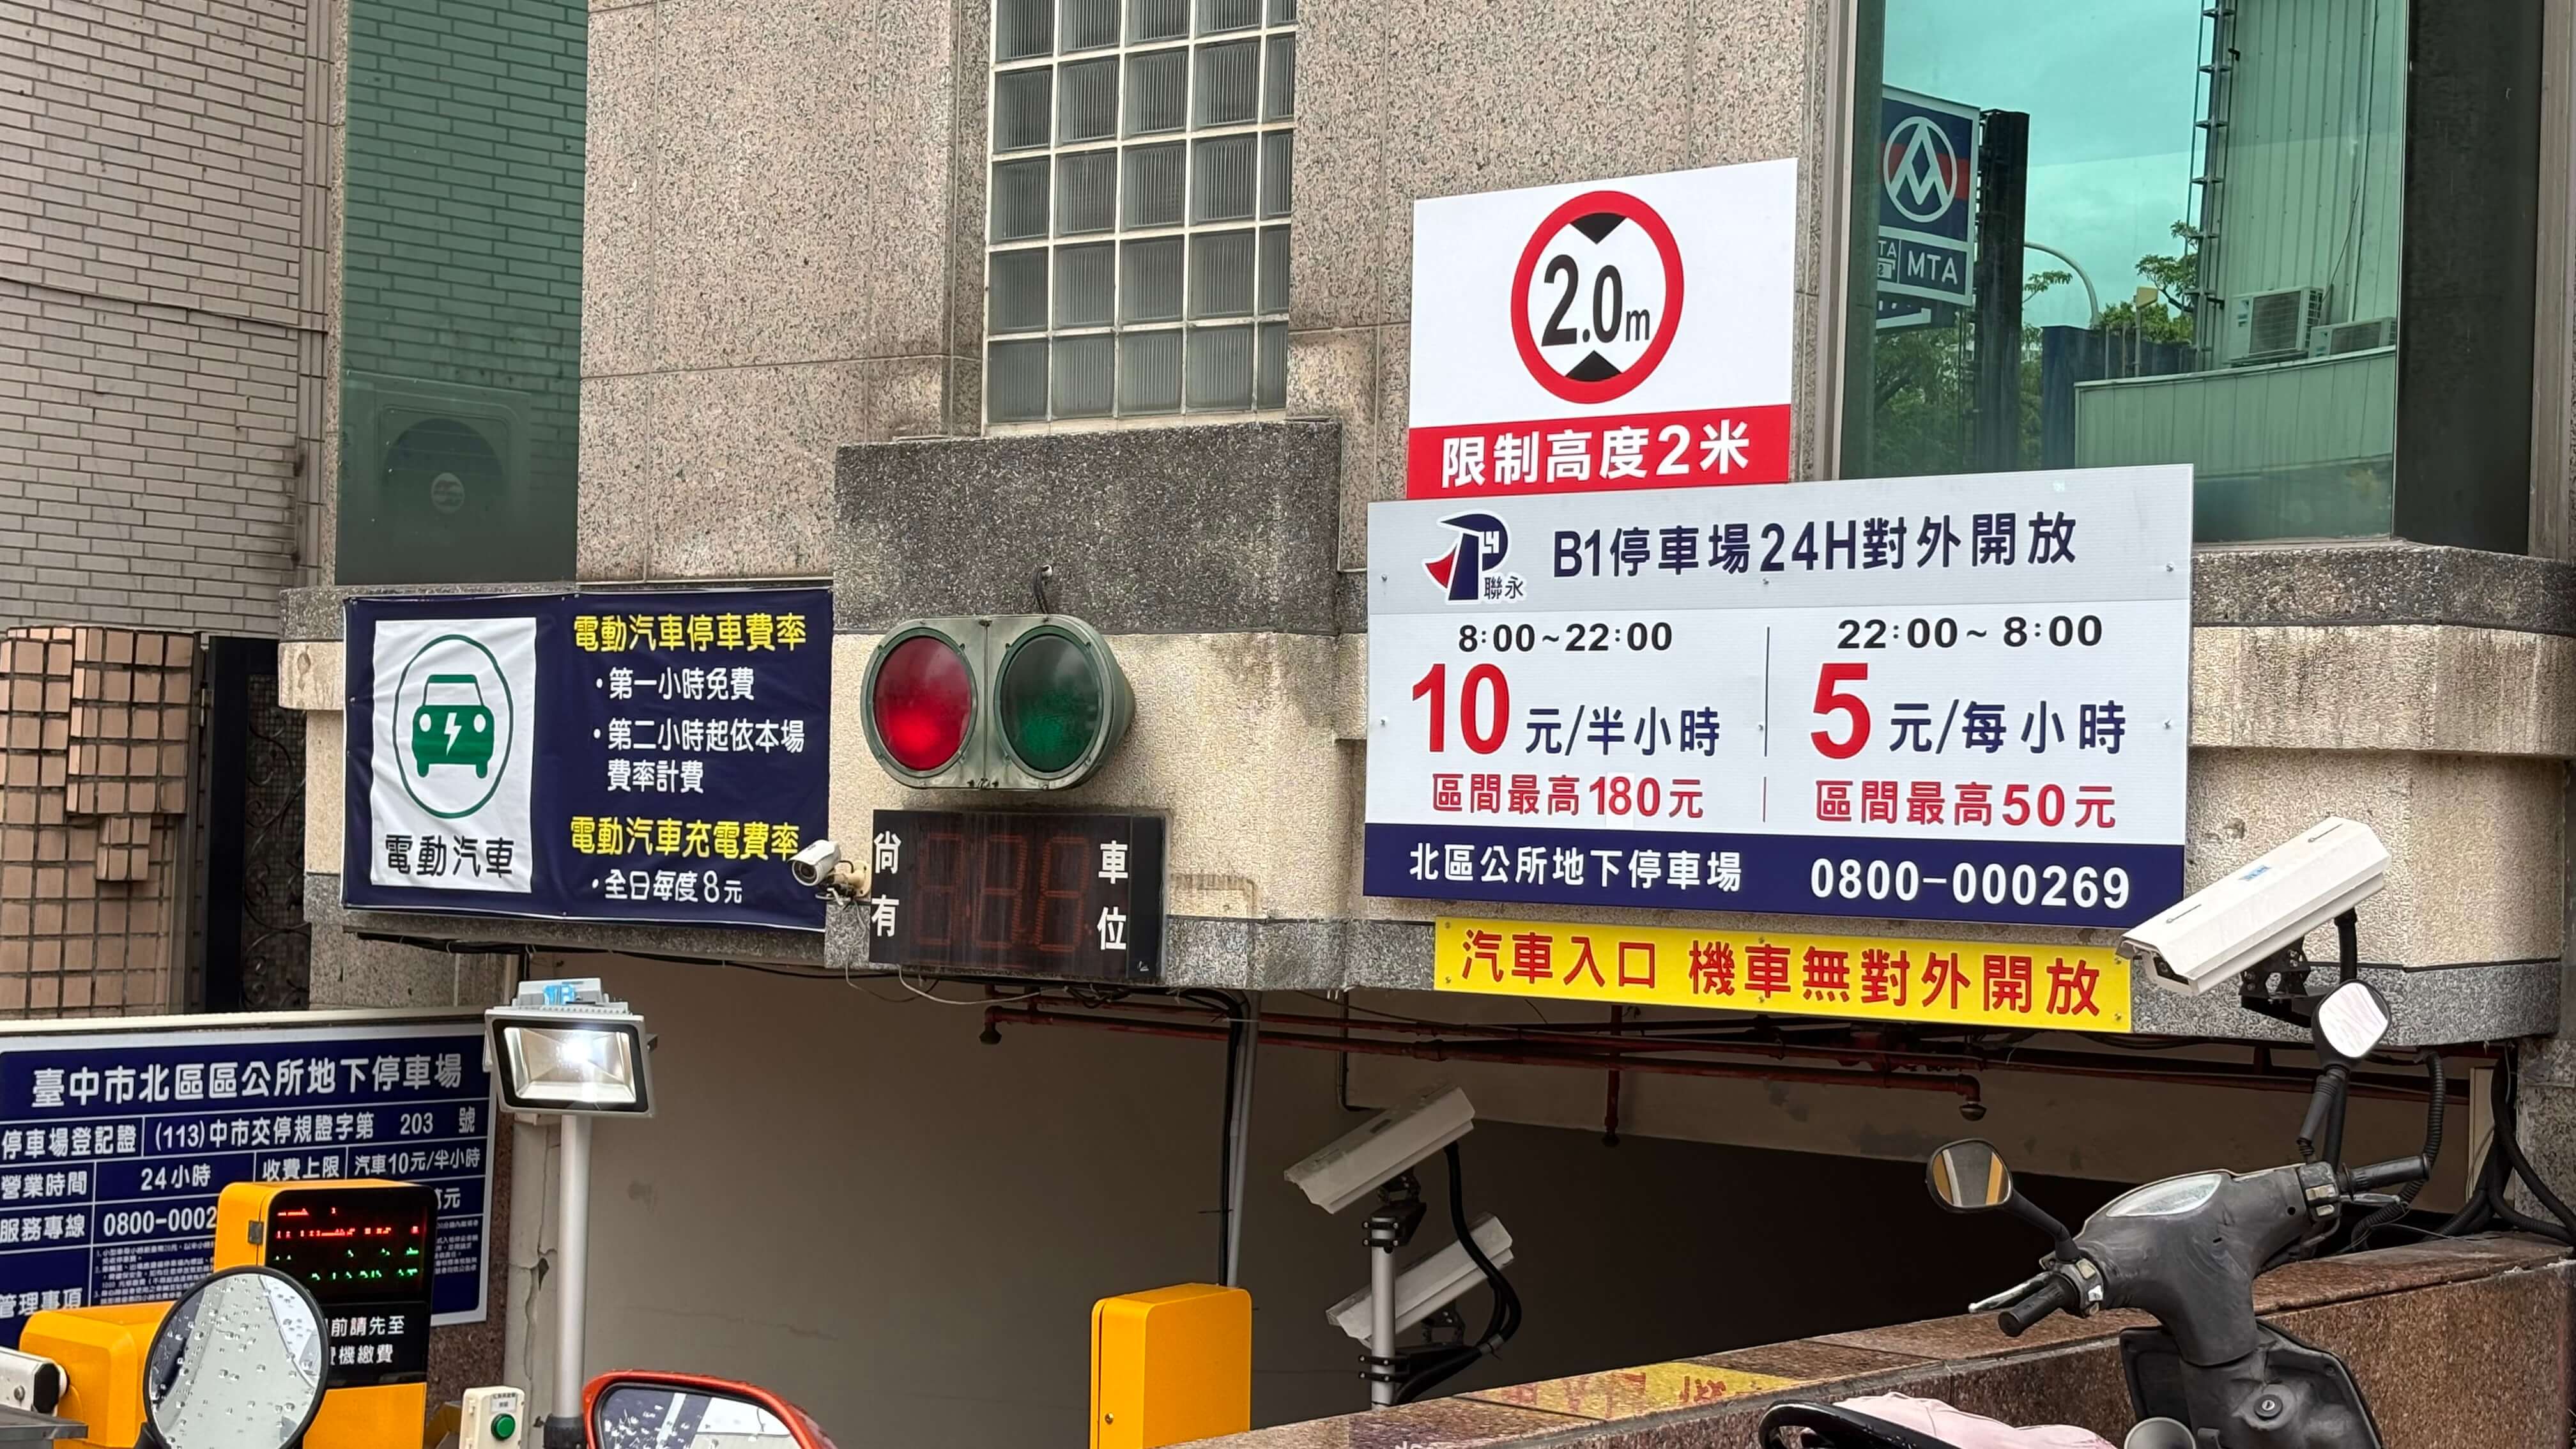 MTA
2.0m
限制高度2米
聯永
B1停車場24H對外開放
8:00~22:00
10元/半小時
區間最高180元
22:00~8:00
5元/每小時
區間最高50元
北區公所地下停車場 0800-000269
汽車入口 機車無對外開放
電動汽車
電動汽車停車費率
・第一小時免費
・第二小時起依本場
費率計費
電動汽車充電費率
・全日每度8元
尚有
車位
臺中市北區區公所地下停車場
停車場登記證 (113)中市交停規證字第 203 號
營業時間 24小時 收費上限 汽車10元/半小時
服務專線 0800-0002
管理事項
前請先至
機繳費